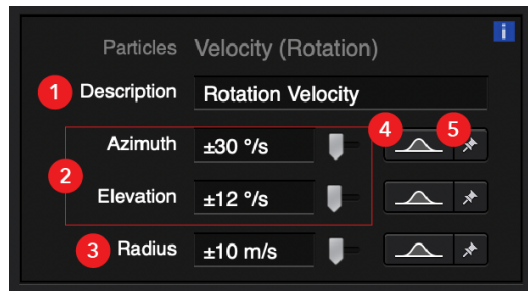 i
Particles Velocity (Rotation)
1 Description Rotation Velocity
4 5
Azimuth ±30 °/s
2
Elevation ±12 °/s
3 Radius ±10 m/s